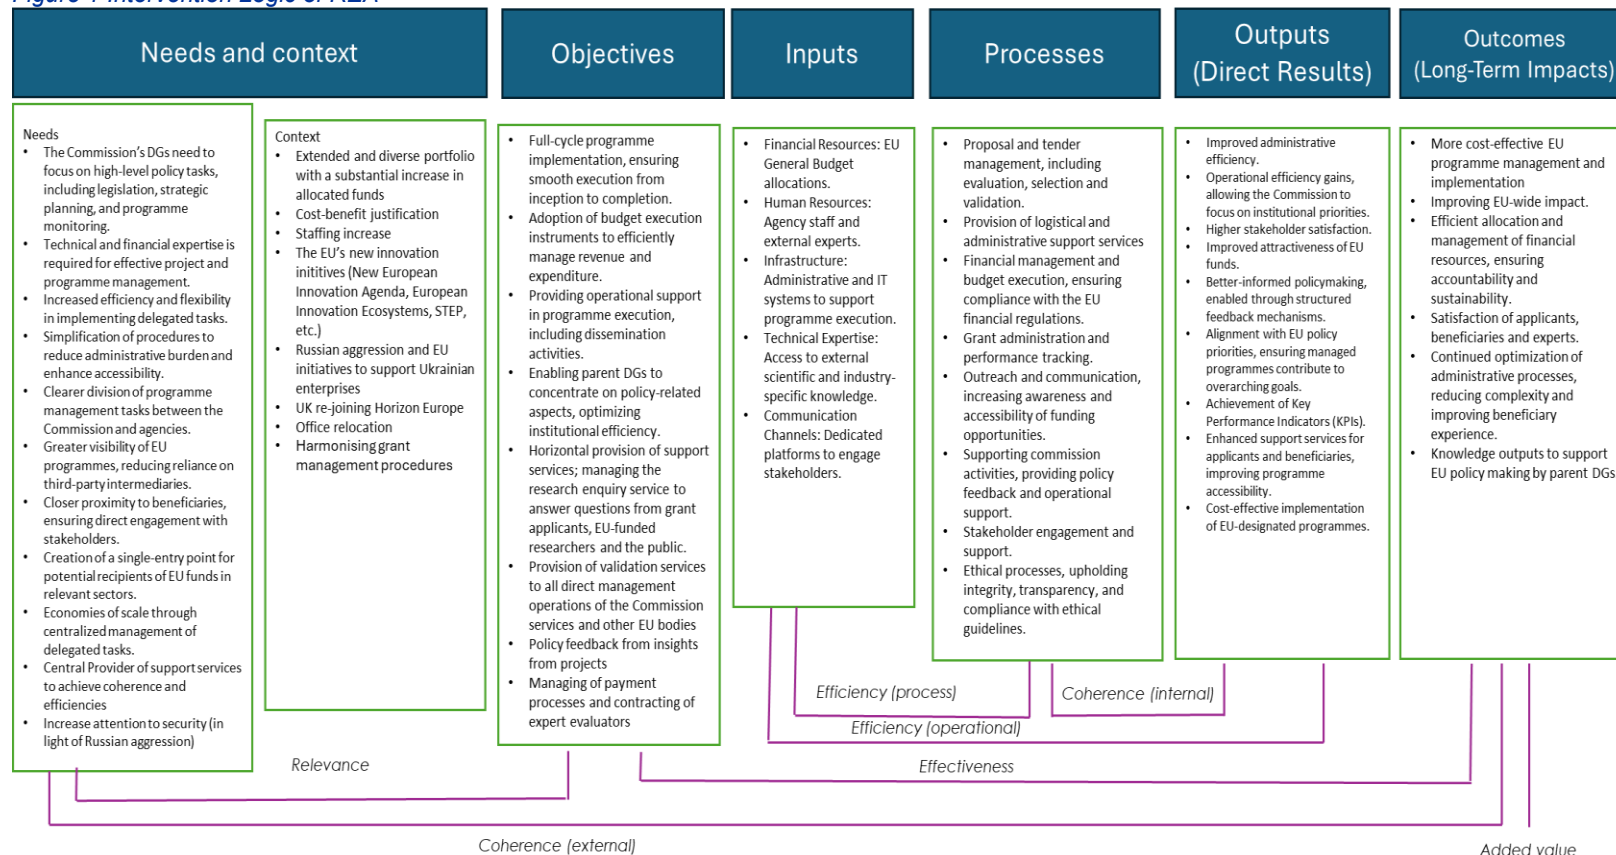 Needs and context
Objectives
Inputs
Processes
Outputs
(Direct Results)
Outcomes
(Long-Term Impacts)
Needs
• The Commission's DGs need to
focus on high-level policy tasks,
including legislation, strategic
planning, and programme
monitoring.
• Technical and financial expertise is
required for effective project and
programme management.
• Increased efficiency and flexibility
in implementing delegated tasks.
• Simplification of procedures to
reduce administrative burden and
enhance accessibility.
• Clearer division of programme
management tasks between the
Commission and agencies.
• Greater visibility of EU
programmes, reducing reliance on
third-party intermediaries.
• Closer proximity to beneficiaries,
ensuring direct engagement with
stakeholders.
• Creation of a single-entry point for
potential recipients of EU funds in
relevant sectors.
• Economies of scale through
centralized management of
delegated tasks.
• Central Provider of support services
to achieve coherence and
efficiencies
• Increase attention to security (in
light of Russian aggression)
Context
• Extended and diverse portfolio
with a substantial increase in
allocated funds
• Cost-benefit justification
• Staffing increase
• The EU's new innovation
inititives (New European
Innovation Agenda, European
Innovation Ecosystems, STEP,
etc.)
• Russian aggression and EU
initiatives to support Ukrainian
enterprises
• UK re-joining Horizon Europe
• Office relocation
• Harmonising grant
management procedures
• Full-cycle programme
implementation, ensuring
smooth execution from
inception to completion.
• Adoption of budget execution
instruments to efficiently
manage revenue and
expenditure.
• Providing operational support
in programme execution,
including dissemination
activities.
• Enabling parent DGs to
concentrate on policy-related
aspects, optimizing
institutional efficiency.
• Horizontal provision of support
services; managing the
research enquiry service to
answer questions from grant
applicants, EU-funded
researchers and the public.
• Provision of validation services
to all direct management
operations of the Commission
services and other EU bodies
• Policy feedback from insights
from projects
• Managing of payment
processes and contracting of
expert evaluators
• Financial Resources: EU
General Budget
allocations.
• Human Resources:
Agency staff and
external experts.
• Infrastructure:
Administrative and IT
systems to support
programme execution.
• Technical Expertise:
Access to external
scientific and industry-
specific knowledge.
• Communication
Channels: Dedicated
platforms to engage
stakeholders.
• Proposal and tender
management, including
evaluation, selection and
validation.
• Provision of logistical and
administrative support services
• Financial management and
budget execution, ensuring
compliance with the EU
financial regulations.
• Grant administration and
performance tracking.
• Outreach and communication,
increasing awareness and
accessibility of funding
opportunities.
• Supporting commission
activities, providing policy
feedback and operational
support.
• Stakeholder engagement and
support.
• Ethical processes, upholding
integrity, transparency, and
compliance with ethical
guidelines.
• Improved administrative
efficiency.
• Operational efficiency gains,
allowing the Commission to
focus on institutional priorities.
• Higher stakeholder satisfaction.
• Improved attractiveness of EU
funds.
• Better-informed policymaking,
enabled through structured
feedback mechanisms.
• Alignment with EU policy
priorities, ensuring managed
programmes contribute to
overarching goals.
• Achievement of Key
Performance Indicators (KPIs).
• Enhanced support services for
applicants and beneficiaries,
improving programme
accessibility.
• Cost-effective implementation
of EU-designated programmes.
• More cost-effective EU
programme management and
implementation
• Improving EU-wide impact.
• Efficient allocation and
management of financial
resources, ensuring
accountability and
sustainability.
• Satisfaction of applicants,
beneficiaries and experts.
• Continued optimization of
administrative processes,
reducing complexity and
improving beneficiary
experience.
• Knowledge outputs to support
EU policy making by parent DGs
Efficiency (process)
Coherence (internal)
Efficiency (operational)
Relevance
Effectiveness
Coherence (external)
Added value